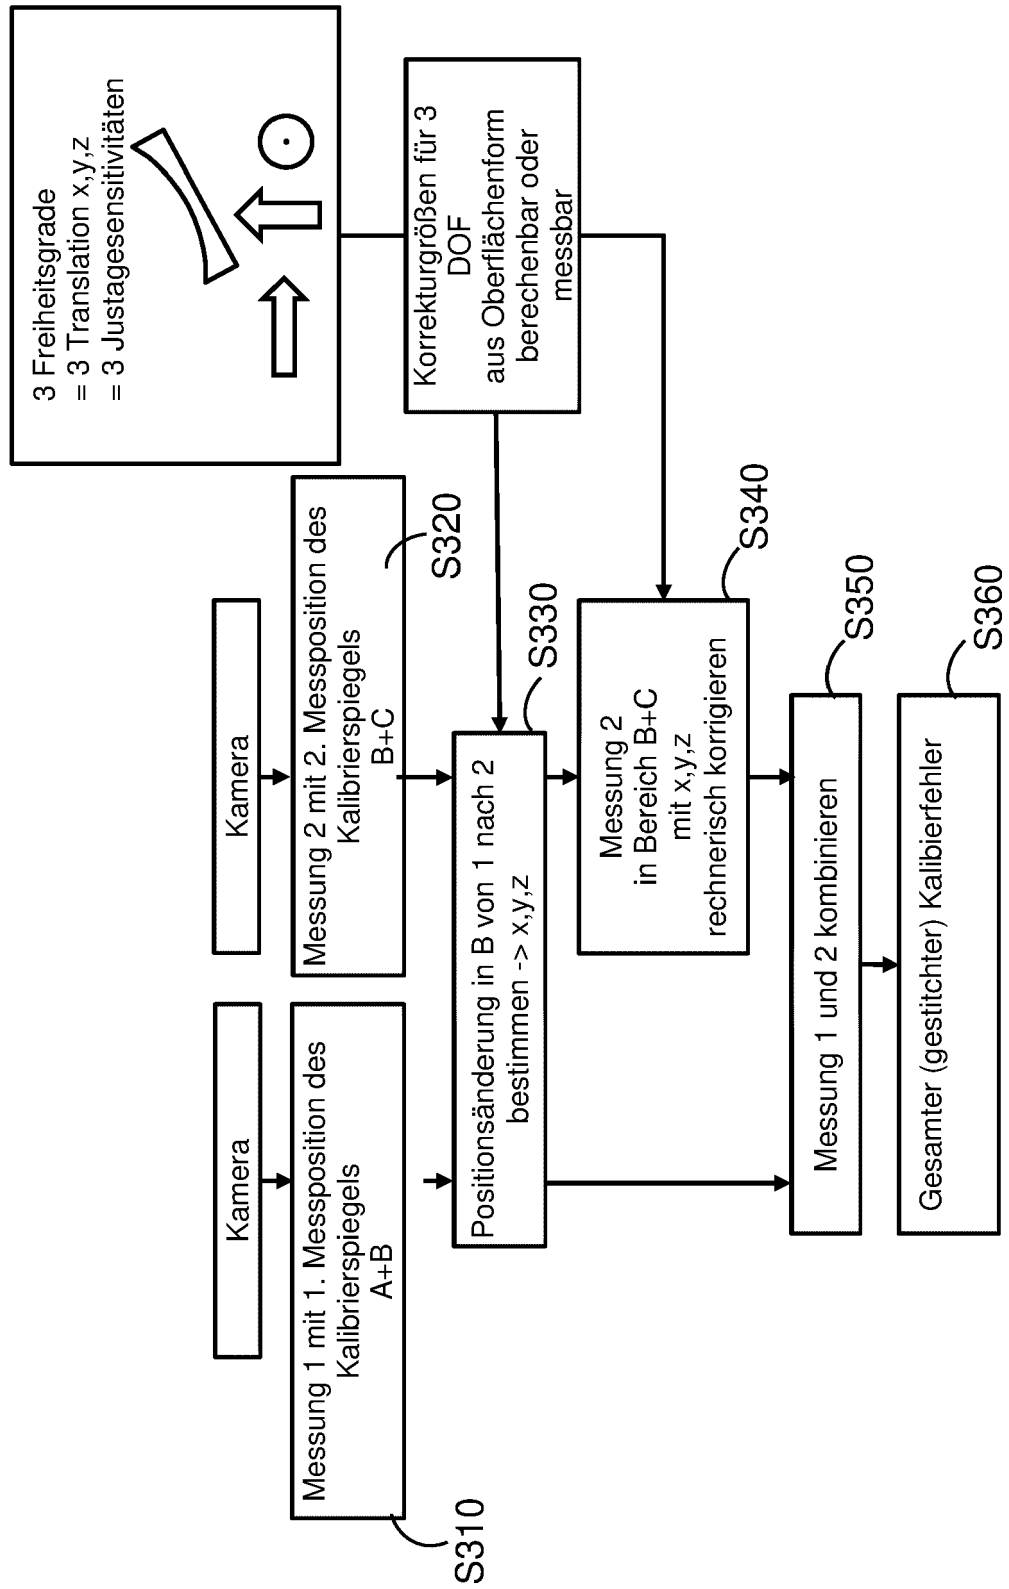 3 Freiheitsgrade
= 3 Translation x,y,z
= 3 Justagesensitivitäten
Kamera
Kamera
Messung 1 mit 1. Messposition des
Kalibrierspiegels
A+B
S310
Messung 2 mit 2. Messposition des
Kalibrierspiegels
B+C
S320
Korrekturgrößen für 3
DOF
aus Oberflächenform
berechenbar oder
messbar
Positionsänderung in B von 1 nach 2
bestimmen -> x,y,z
S330
Messung 2
in Bereich B+C
mit x,y,z
rechnerisch korrigieren
S340
Messung 1 und 2 kombinieren
S350
Gesamter (gestitchter) Kalibierfehler
S360